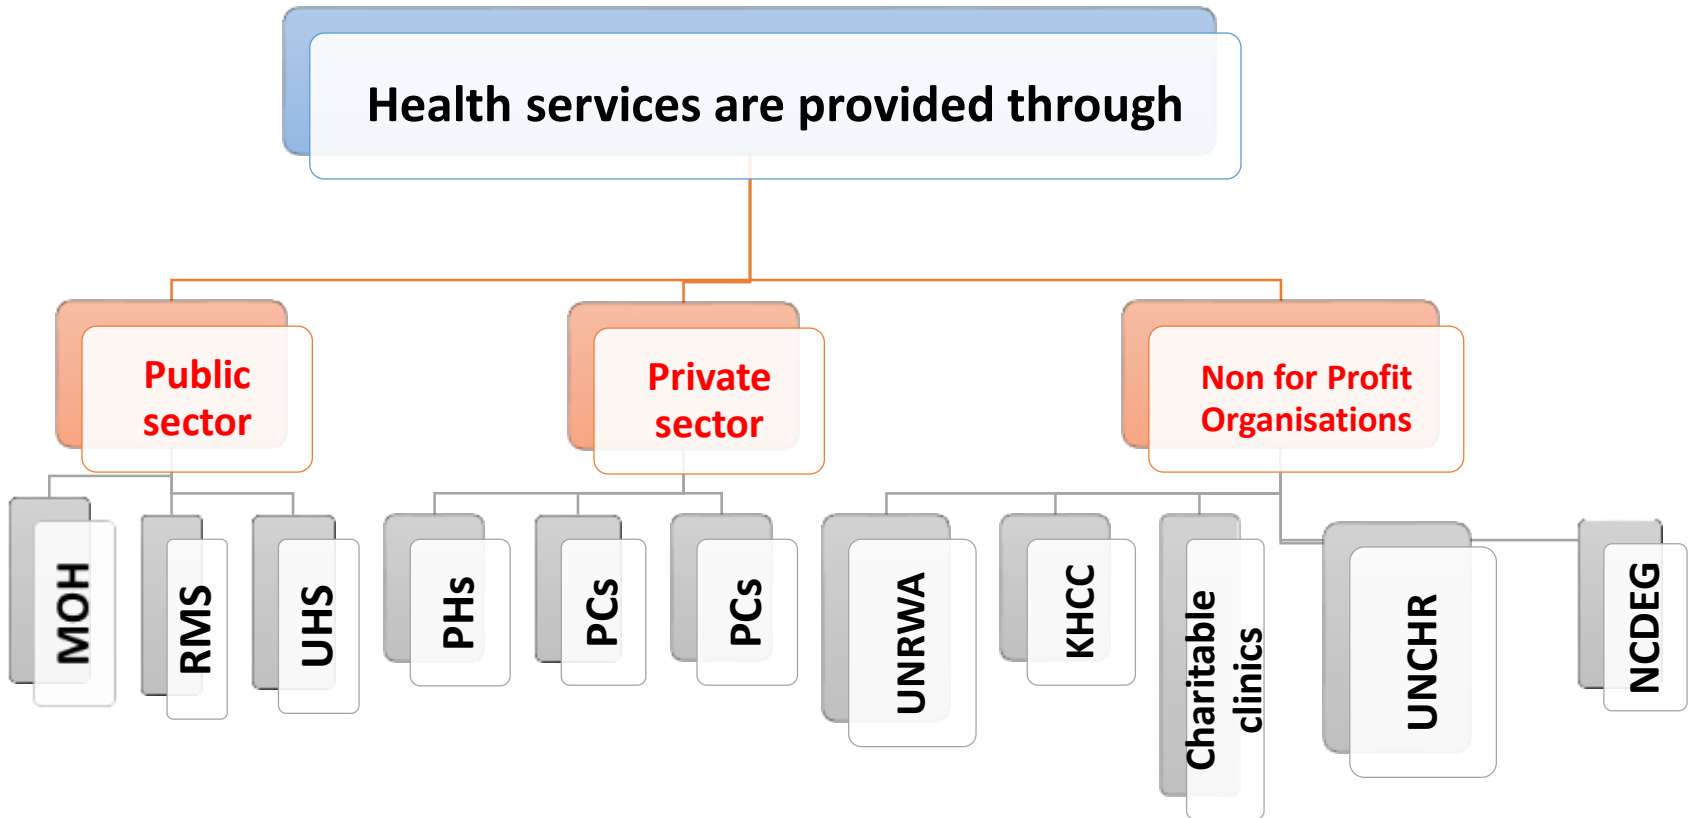 Health services are provided through
Public
sector
Private
sector
Non for Profit
Organisations
MOH
RMS
UHS
PHs
PCs
PCs
UNRWA
KHCC
Charitable
clinics
UNCHR
NCDEG